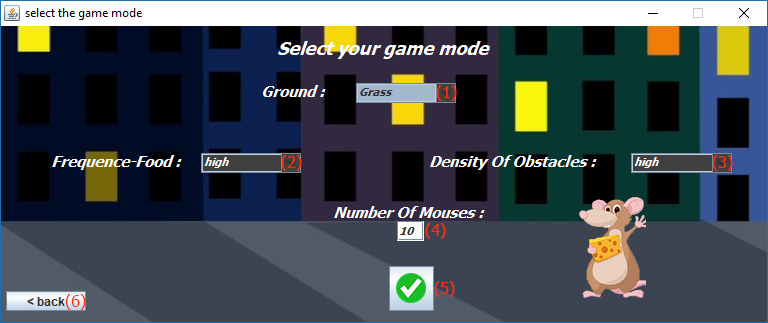 select the game mode
Select your game mode
Ground : Grass (1)
Frequence-Food : high (2) Density Of Obstacles : high (3)
Number Of Mouses :
10 (4)
(5)
< back (6)